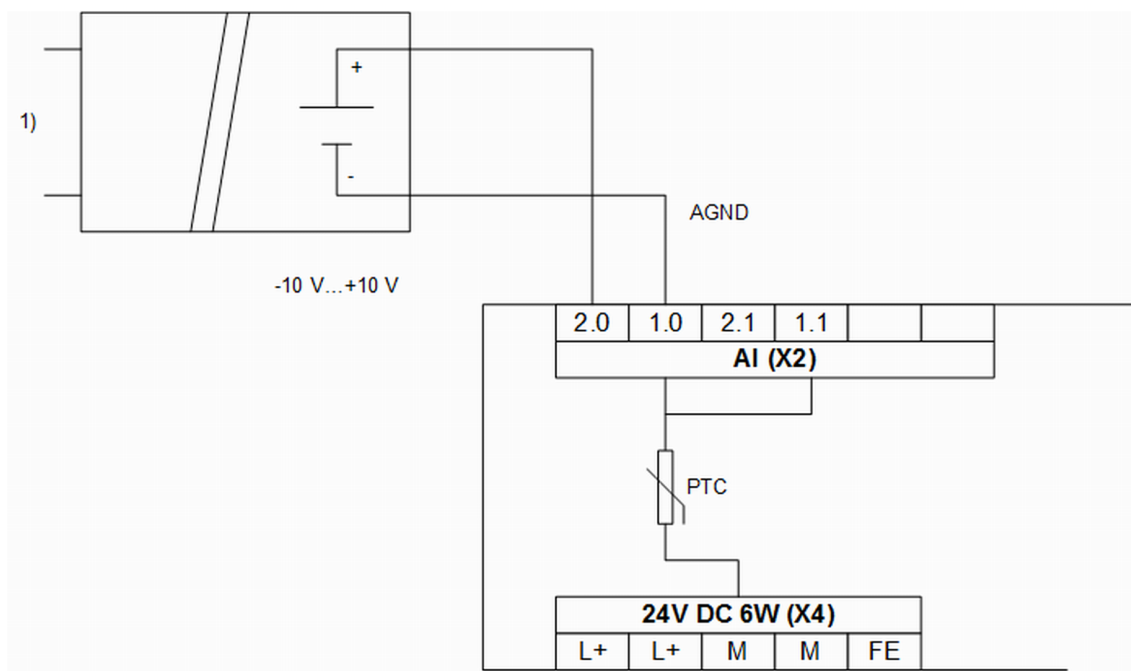 +
1)
-
AGND
-10 V...+10 V
2.0 1.0 2.1 1.1
AI (X2)
PTC
24V DC 6W (X4)
L+ L+ M M FE